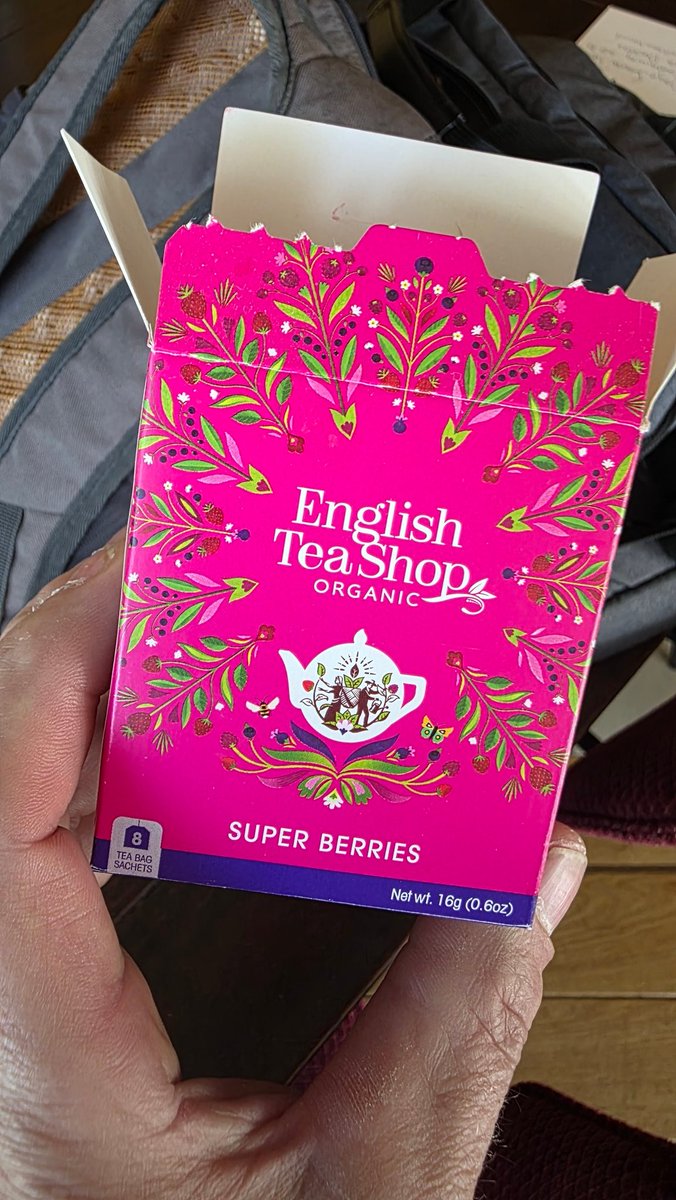 English
Tea Shop
ORGANIC
SUPER BERRIES
8
TEA BAG
SACHETS
Net wt. 16g (0.6oz)